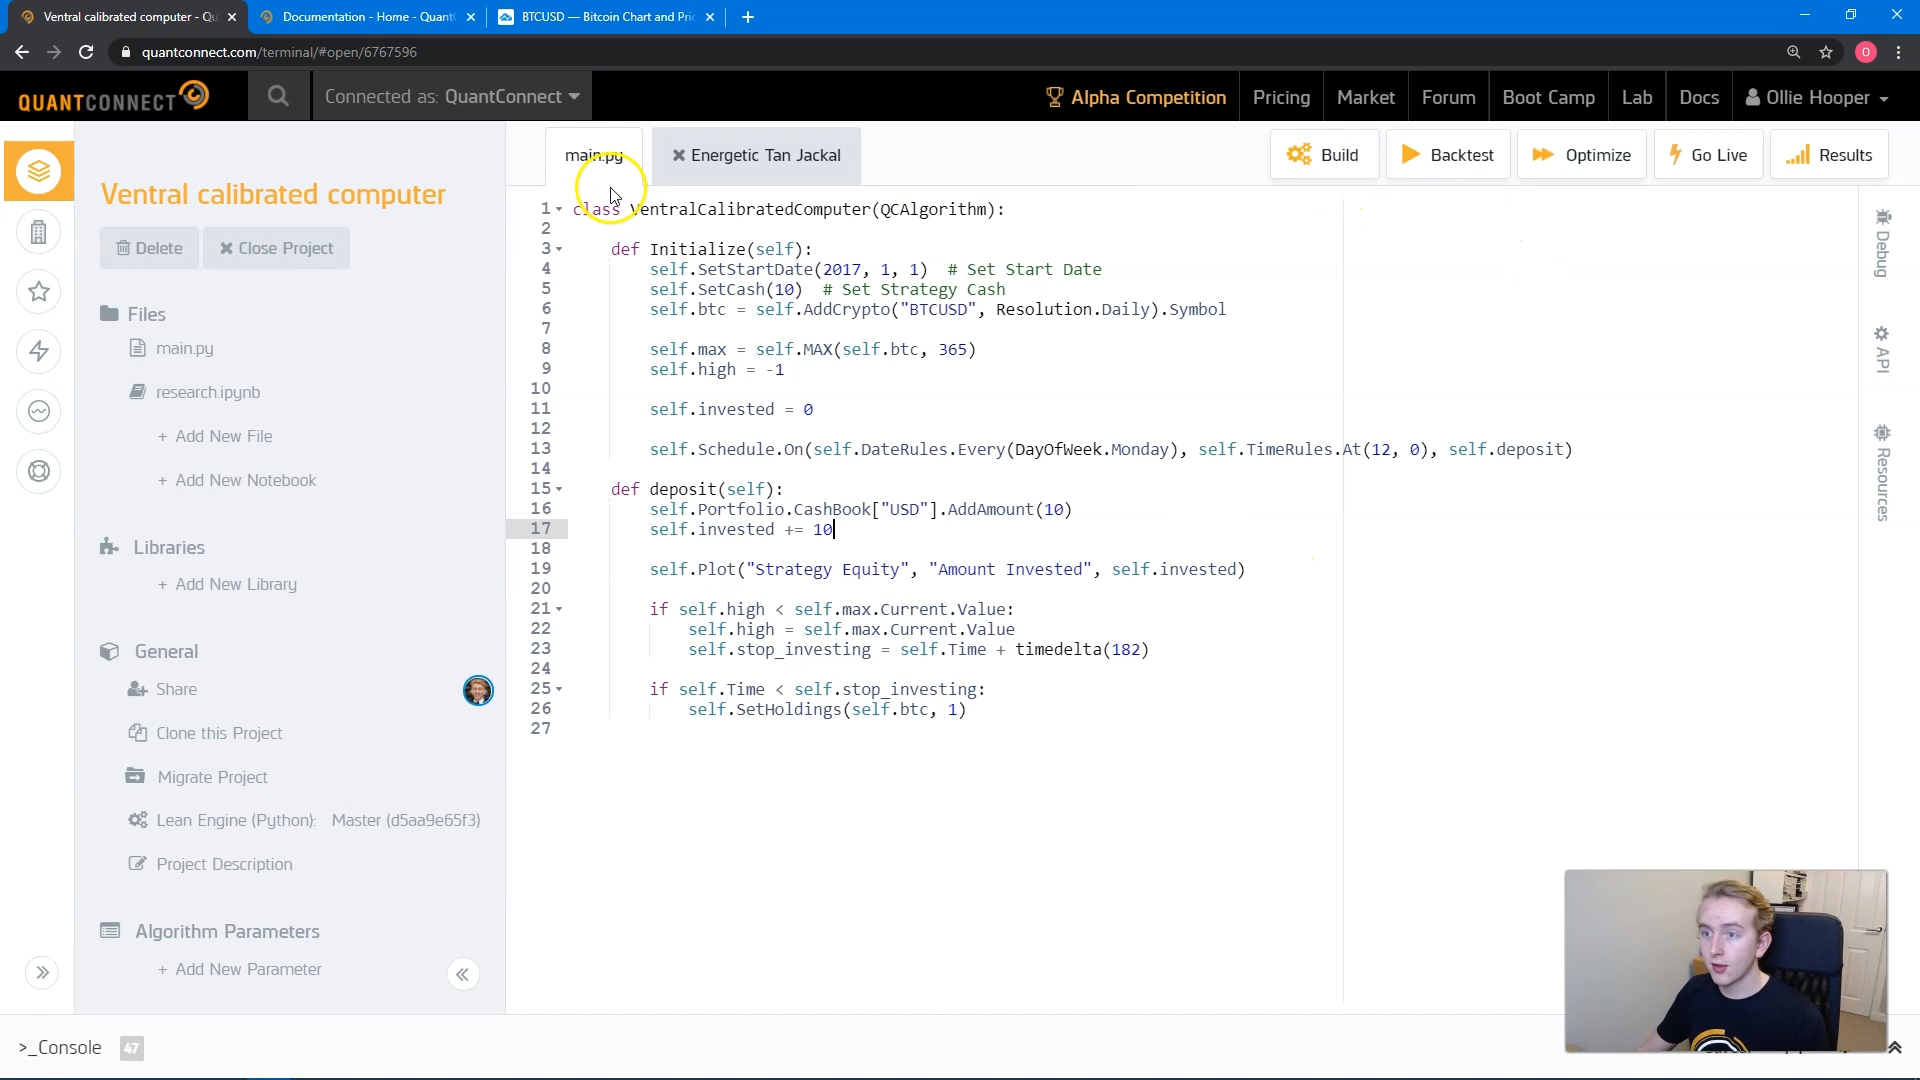 Ventral calibrated computer - Qu
Documentation - Home - Quant
BTCUSD — Bitcoin Chart and Pri
quantconnect.com/terminal/#open/6767596
O
QUANTCONNECT
Connected as: QuantConnect
Alpha Competition
Pricing
Market
Forum
Boot Camp
Lab
Docs
Ollie Hooper
main.py
Energetic Tan Jackal
Build
Backtest
Optimize
Go Live
Results
Ventral calibrated computer
Delete
Close Project
Files
main.py
research.ipynb
+ Add New File
+ Add New Notebook
Libraries
+ Add New Library
General
Share
Clone this Project
Migrate Project
Lean Engine (Python): Master (d5aa9e65f3)
Project Description
Algorithm Parameters
+ Add New Parameter
1 class VentralCalibratedComputer(QCAlgorithm):
2
3 def Initialize(self):
4 self.SetStartDate(2017, 1, 1) # Set Start Date
5 self.SetCash(10) # Set Strategy Cash
6 self.btc = self.AddCrypto("BTCUSD", Resolution.Daily).Symbol
7
8 self.max = self.MAX(self.btc, 365)
9 self.high = -1
10
11 self.invested = 0
12
13 self.Schedule.On(self.DateRules.Every(DayOfWeek.Monday), self.TimeRules.At(12, 0), self.deposit)
14
15 def deposit(self):
16 self.Portfolio.CashBook["USD"].AddAmount(10)
17 self.invested += 10
18
19 self.Plot("Strategy Equity", "Amount Invested", self.invested)
20
21 if self.high < self.max.Current.Value:
22 self.high = self.max.Current.Value
23 self.stop_investing = self.Time + timedelta(182)
24
25 if self.Time < self.stop_investing:
26 self.SetHoldings(self.btc, 1)
27
Debug
API
Resources
>_Console 47